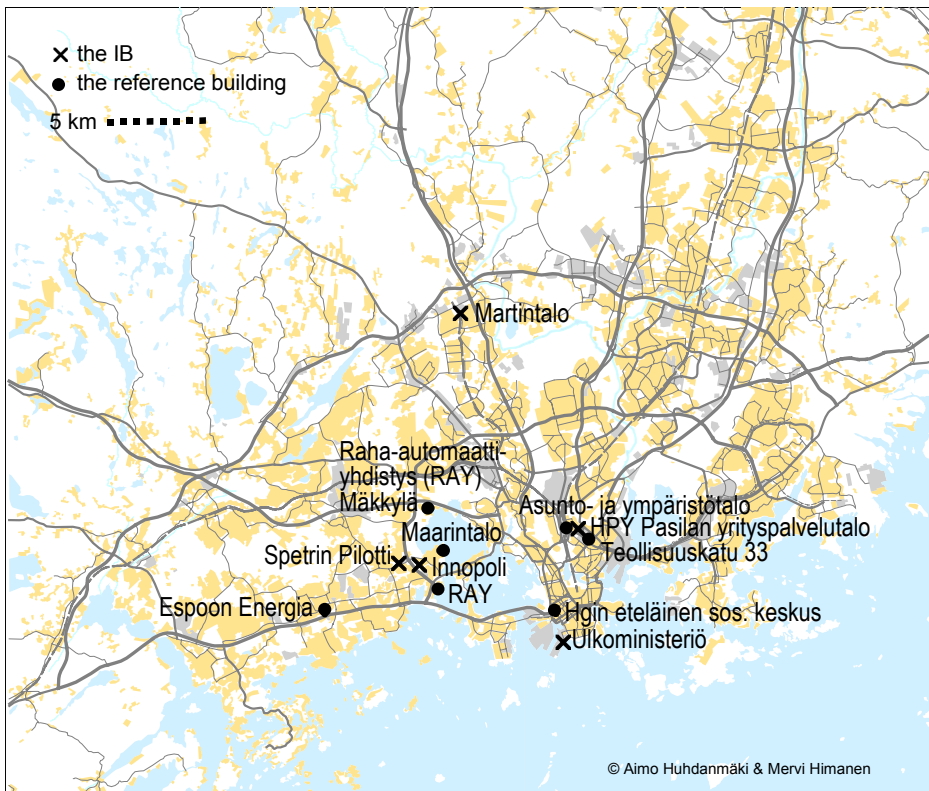 the IB
the reference building
5 km
Martintalo
Raha-automaatti-
yhdistys (RAY)
Mäkkylä
Asunto- ja ympäristötalo
HPY Pasilan yrityspalvelutalo
Teollisuuskatu 33
Maarintalo
Spetrin Pilotti
Innopoli
RAY
Espoon Energia
Hgin eteläinen sos. keskus
Ulkoministeriö
© Aimo Huhdanmäki & Mervi Himanen